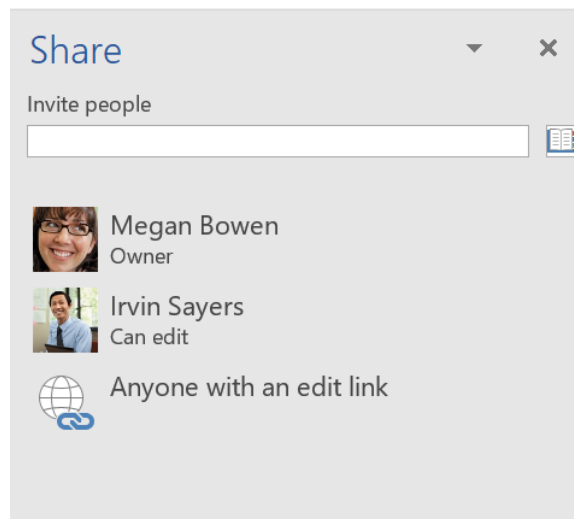 Share
Invite people
Megan Bowen
Owner
Irvin Sayers
Can edit
Anyone with an edit link